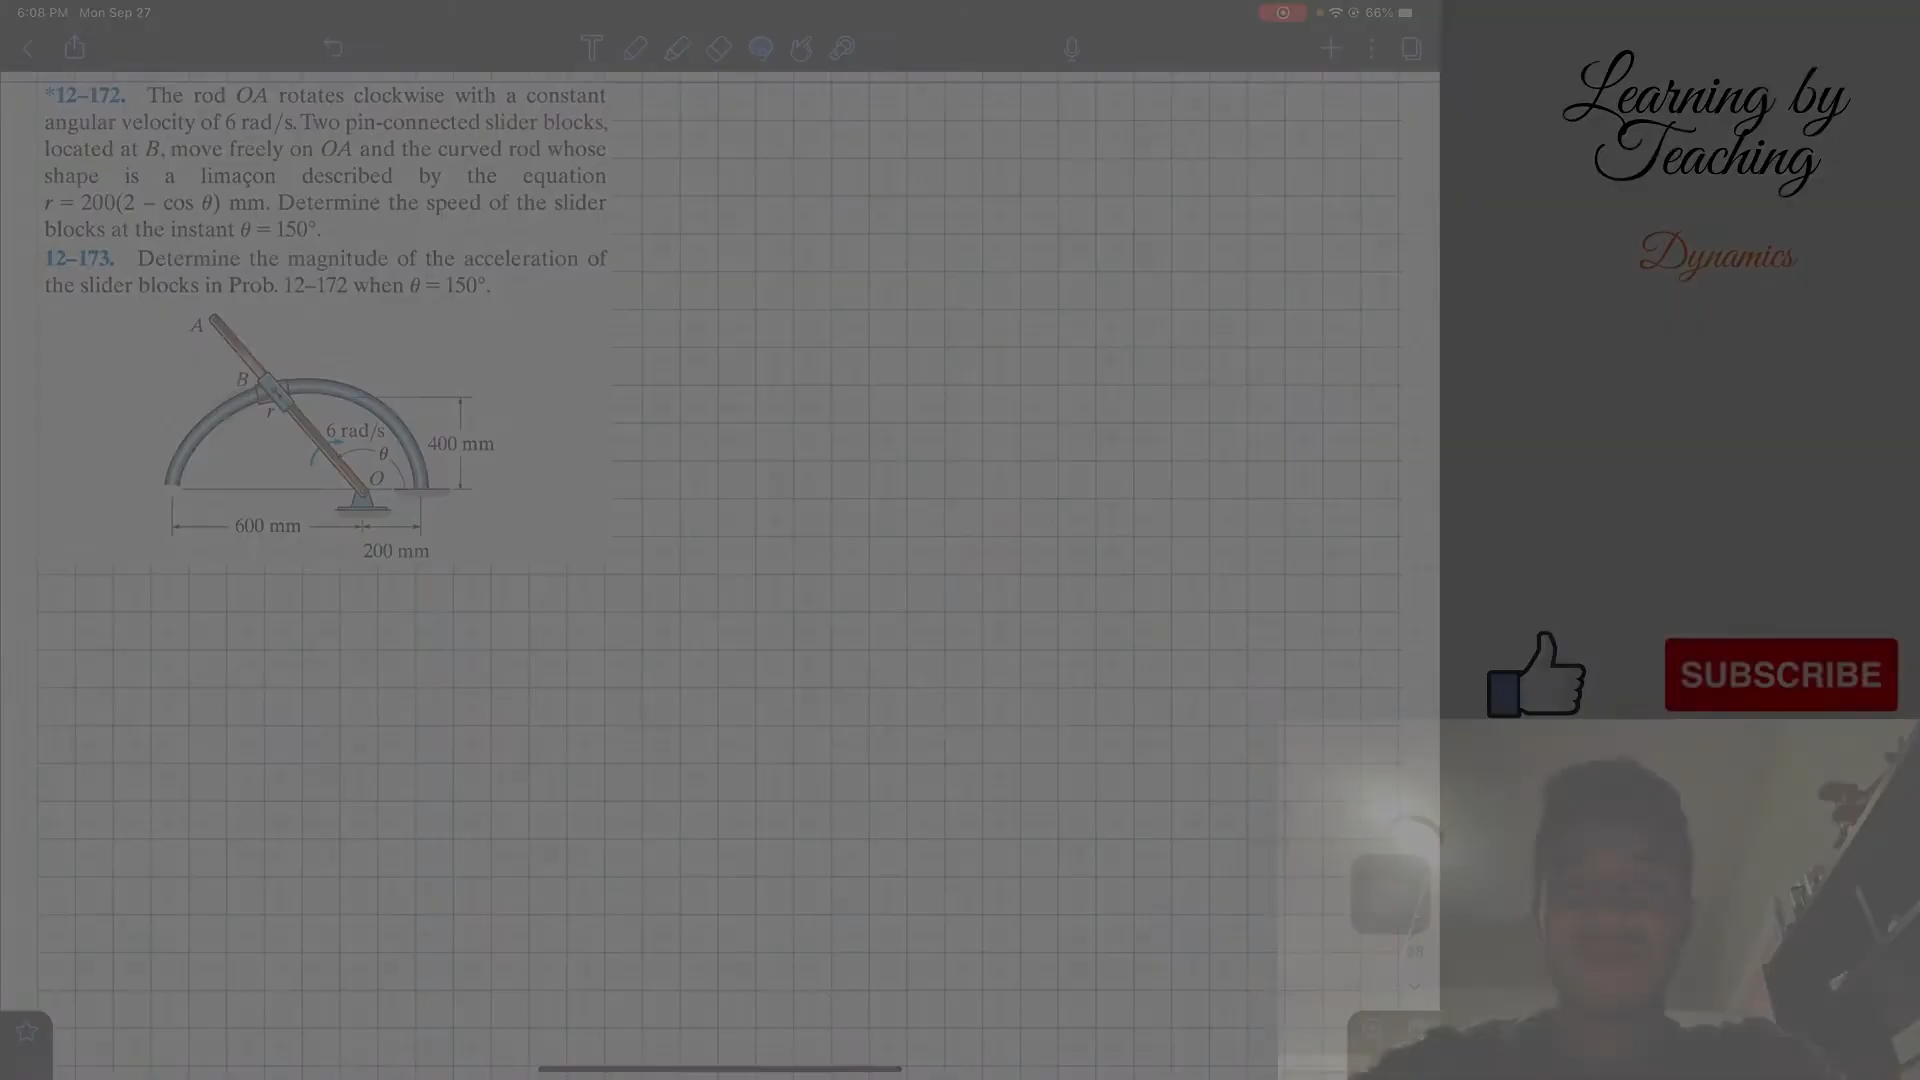 6:08 PM Mon Sep 27
66%
*12–172. The rod OA rotates clockwise with a constant
angular velocity of 6 rad/s. Two pin-connected slider blocks,
located at B, move freely on OA and the curved rod whose
shape is a limaçon described by the equation
r = 200(2 − cos θ) mm. Determine the speed of the slider
blocks at the instant θ = 150°.
12–173. Determine the magnitude of the acceleration of
the slider blocks in Prob. 12–172 when θ = 150°.
A
B
r
6 rad/s
θ
400 mm
O
600 mm
200 mm
Learning by
Teaching
Dynamics
SUBSCRIBE